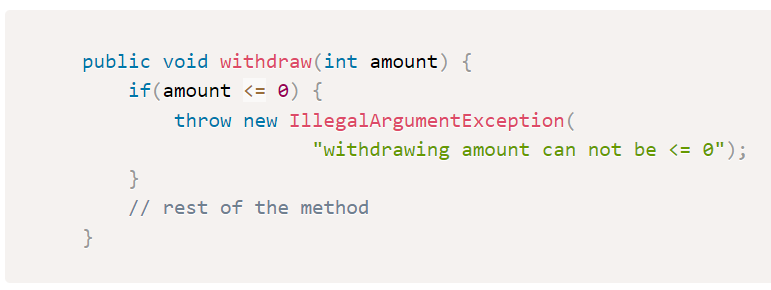 public void withdraw(int amount) {
if(amount <= 0) {
throw new IllegalArgumentException(
"withdrawing amount can not be <= 0");
}
// rest of the method
}